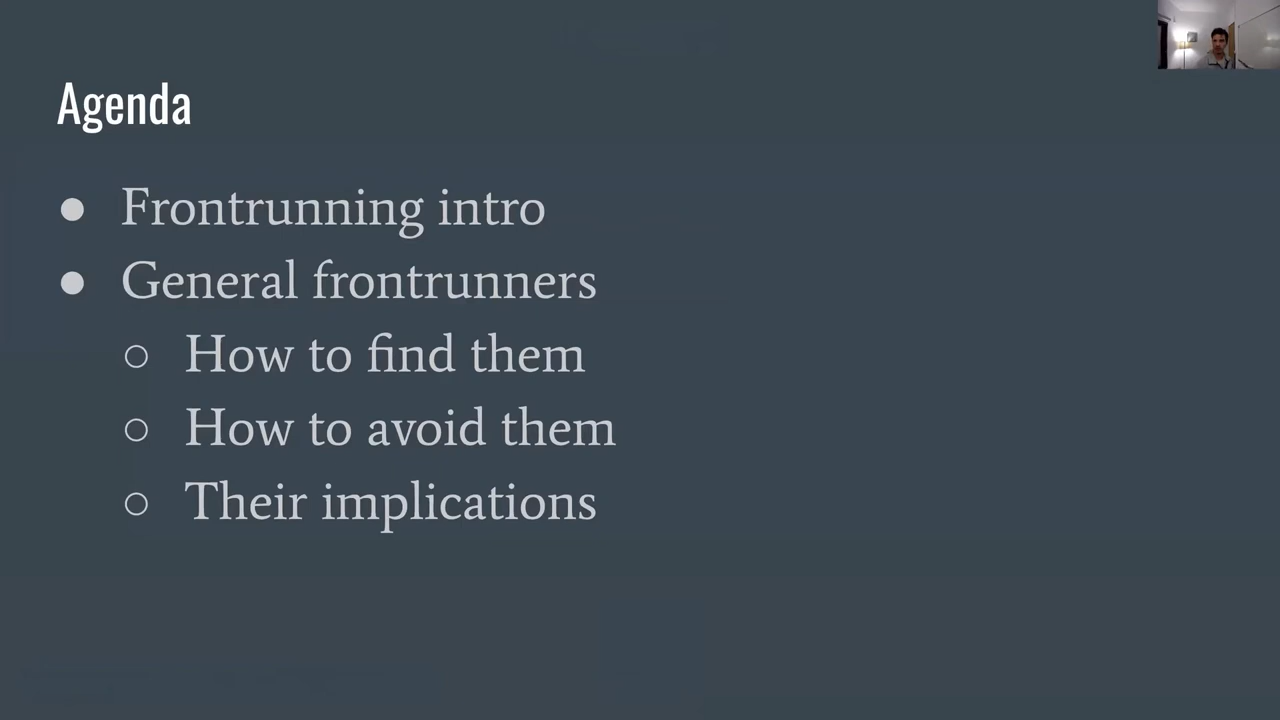 Agenda
● Frontrunning intro
● General frontrunners
○ How to find them
○ How to avoid them
○ Their implications